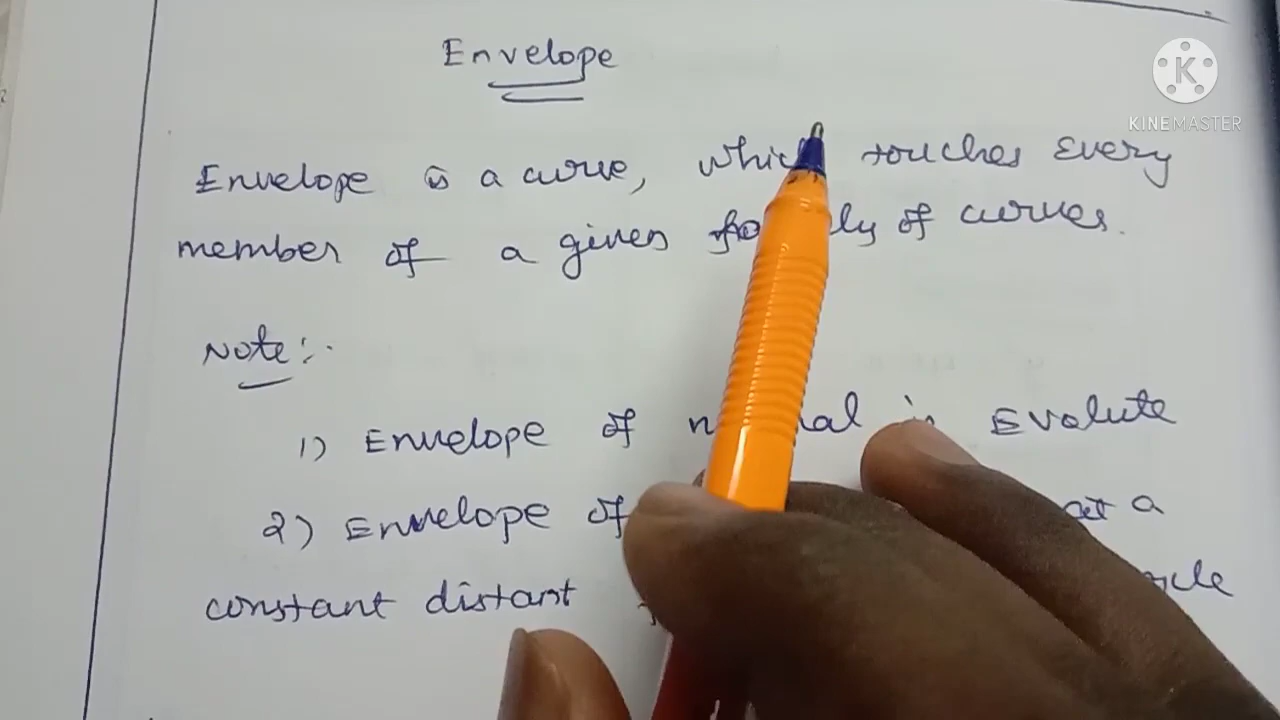 Envelope
KINEMASTER
Envelope is a curve, which touches Every
member of a given family of curves.
Note:-
1) Envelope of normal is Evolute
2) Envelope of at a
constant distant